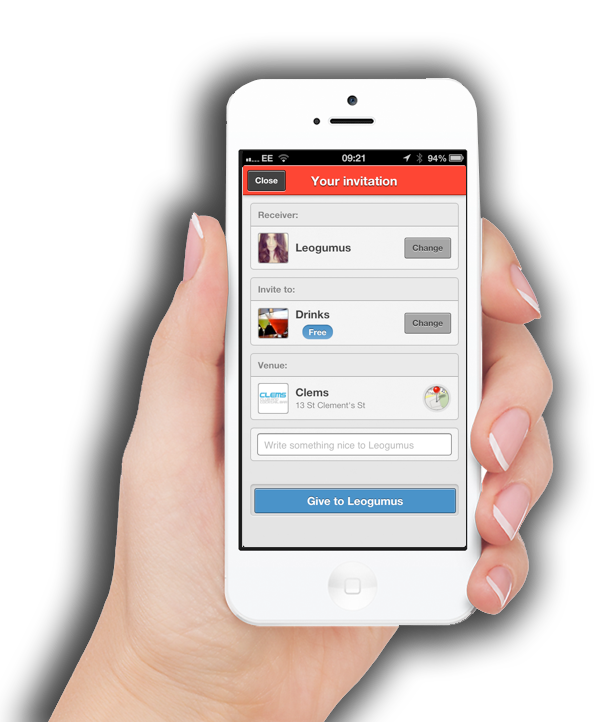 EE 09:21 94%
Close Your invitation
Receiver:
Leogumus Change
Invite to:
Drinks
Free
Change
Venue:
CLEMS
Clems
13 St Clement's St
Write something nice to Leogumus
Give to Leogumus